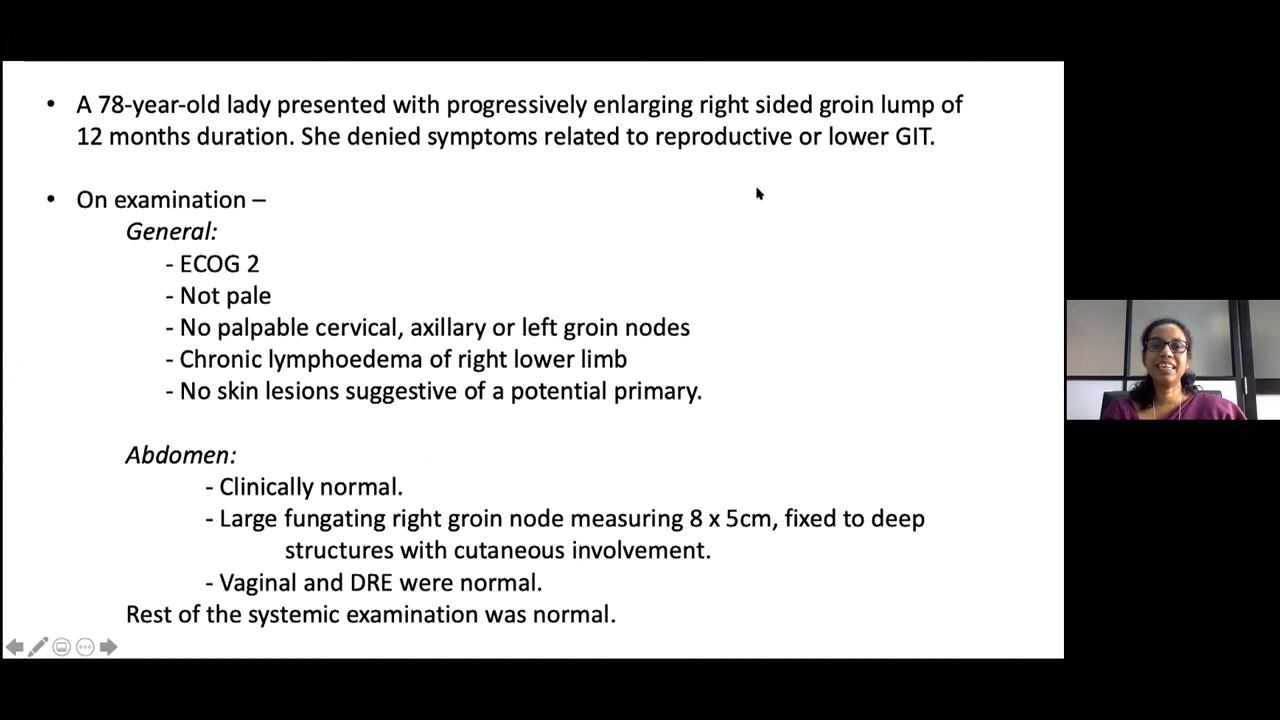 • A 78-year-old lady presented with progressively enlarging right sided groin lump of
12 months duration. She denied symptoms related to reproductive or lower GIT.
• On examination –
General:
- ECOG 2
- Not pale
- No palpable cervical, axillary or left groin nodes
- Chronic lymphoedema of right lower limb
- No skin lesions suggestive of a potential primary.
Abdomen:
- Clinically normal.
- Large fungating right groin node measuring 8 x 5cm, fixed to deep
structures with cutaneous involvement.
- Vaginal and DRE were normal.
Rest of the systemic examination was normal.